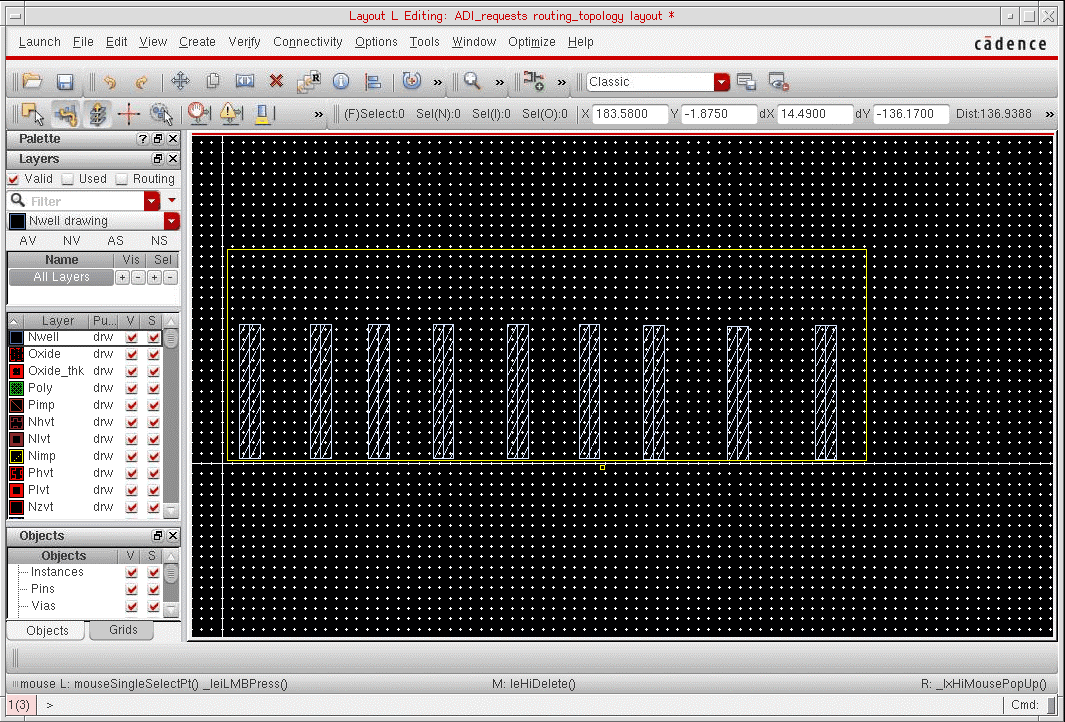 Layout L Editing: ADI_requests routing_topology layout *
Launch File Edit View Create Verify Connectivity Options Tools Window Optimize Help
cādence
» » » Classic
» (F)Select:0 Sel(N):0 Sel(I):0 Sel(O):0 X 183.5800 Y -1.8750 dX 14.4900 dY -136.1700 Dist:136.9388 »
Palette ?
Layers
Valid Used Routing
Filter
Nwell drawing
AV NV AS NS
Name Vis Sel
All Layers + - + -
Layer Pu... V S
Nwell drw
Oxide drw
Oxide_thk drw
Poly drw
Pimp drw
Nhvt drw
Nlvt drw
Nimp drw
Phvt drw
Plvt drw
Nzvt drw
Objects
Objects V S
Instances
Pins
Vias
Objects Grids
mouse L: mouseSingleSelectPt() _leiLMBPress() M: leHiDelete() R: _lxHiMousePopUp()
1(3) > Cmd: